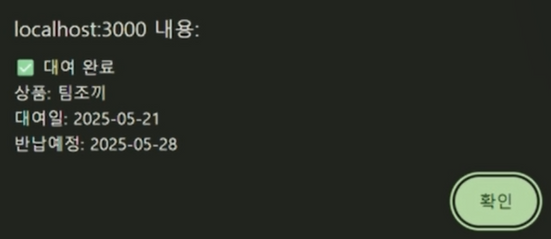 localhost:3000 내용:
✅ 대여 완료
상품: 팀조끼
대여일: 2025-05-21
반납예정: 2025-05-28
확인